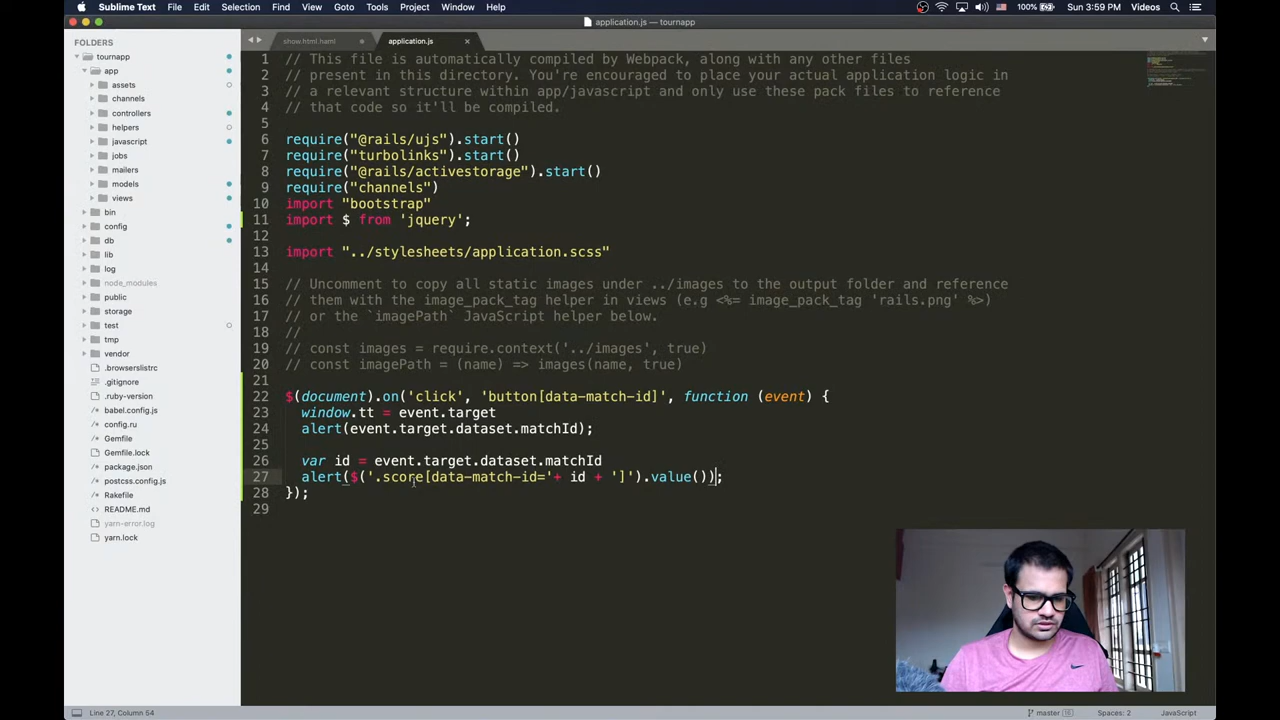 Sublime Text File Edit Selection Find View Goto Tools Project Window Help
100% Sun 3:59 PM Videos
application.js — tournapp
FOLDERS
tournapp
app
assets
channels
controllers
helpers
javascript
jobs
mailers
models
views
bin
config
db
lib
log
node_modules
public
storage
test
tmp
vendor
.browserslistrc
.gitignore
.ruby-version
babel.config.js
config.ru
Gemfile
Gemfile.lock
package.json
postcss.config.js
Rakefile
README.md
yarn-error.log
yarn.lock
show.html.haml
application.js
1 // This file is automatically compiled by Webpack, along with any other files
2 // present in this directory. You're encouraged to place your actual application logic in
3 // a relevant structure within app/javascript and only use these pack files to reference
4 // that code so it'll be compiled.
5
6 require("@rails/ujs").start()
7 require("turbolinks").start()
8 require("@rails/activestorage").start()
9 require("channels")
10 import "bootstrap"
11 import $ from 'jquery';
12
13 import "../stylesheets/application.scss"
14
15 // Uncomment to copy all static images under ../images to the output folder and reference
16 // them with the image_pack_tag helper in views (e.g <%= image_pack_tag 'rails.png' %>)
17 // or the `imagePath` JavaScript helper below.
18 //
19 // const images = require.context('../images', true)
20 // const imagePath = (name) => images(name, true)
21
22 $(document).on('click', 'button[data-match-id]', function (event) {
23 window.tt = event.target
24 alert(event.target.dataset.matchId);
25
26 var id = event.target.dataset.matchId
27 alert($('.score[data-match-id='+ id + ']').value());
28 });
29
Line 27, Column 54
master 16
Spaces: 2
JavaScript